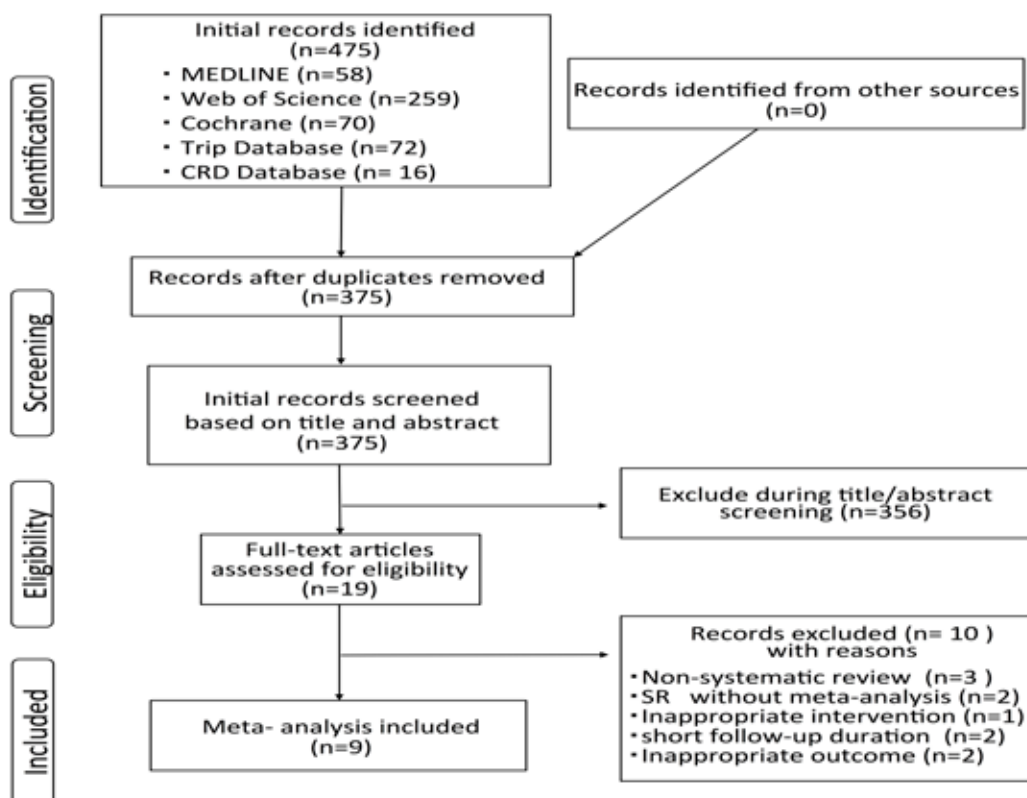 Initial records identified
(n=475)
· MEDLINE (n=58)
· Web of Science (n=259)
· Cochrane (n=70)
· Trip Database (n=72)
· CRD Database (n= 16)
Records identified from other sources
(n=0)
Identification
Records after duplicates removed
(n=375)
Screening
Initial records screened
based on title and abstract
(n=375)
Exclude during title/abstract
screening (n=356)
Eligibility
Full-text articles
assessed for eligibility
(n=19)
Records excluded (n= 10 )
with reasons
·Non-systematic review (n=3 )
·SR without meta-analysis (n=2)
·Inappropriate intervention (n=1)
·short follow-up duration (n=2)
·Inappropriate outcome (n=2)
Included
Meta- analysis included
(n=9)